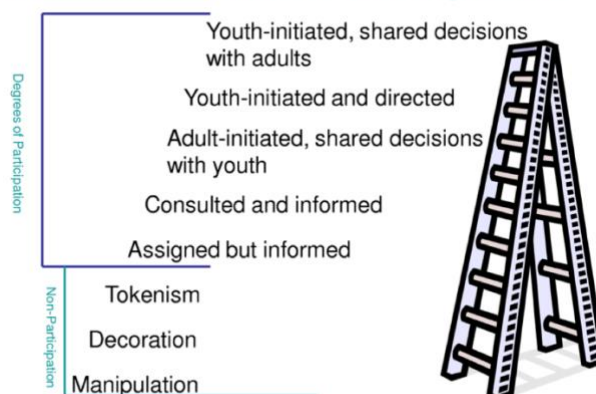 Youth-initiated, shared decisions
with adults
Youth-initiated and directed
Adult-initiated, shared decisions
with youth
Consulted and informed
Assigned but informed
Tokenism
Decoration
Manipulation
Degrees of Participation
Non-Participation